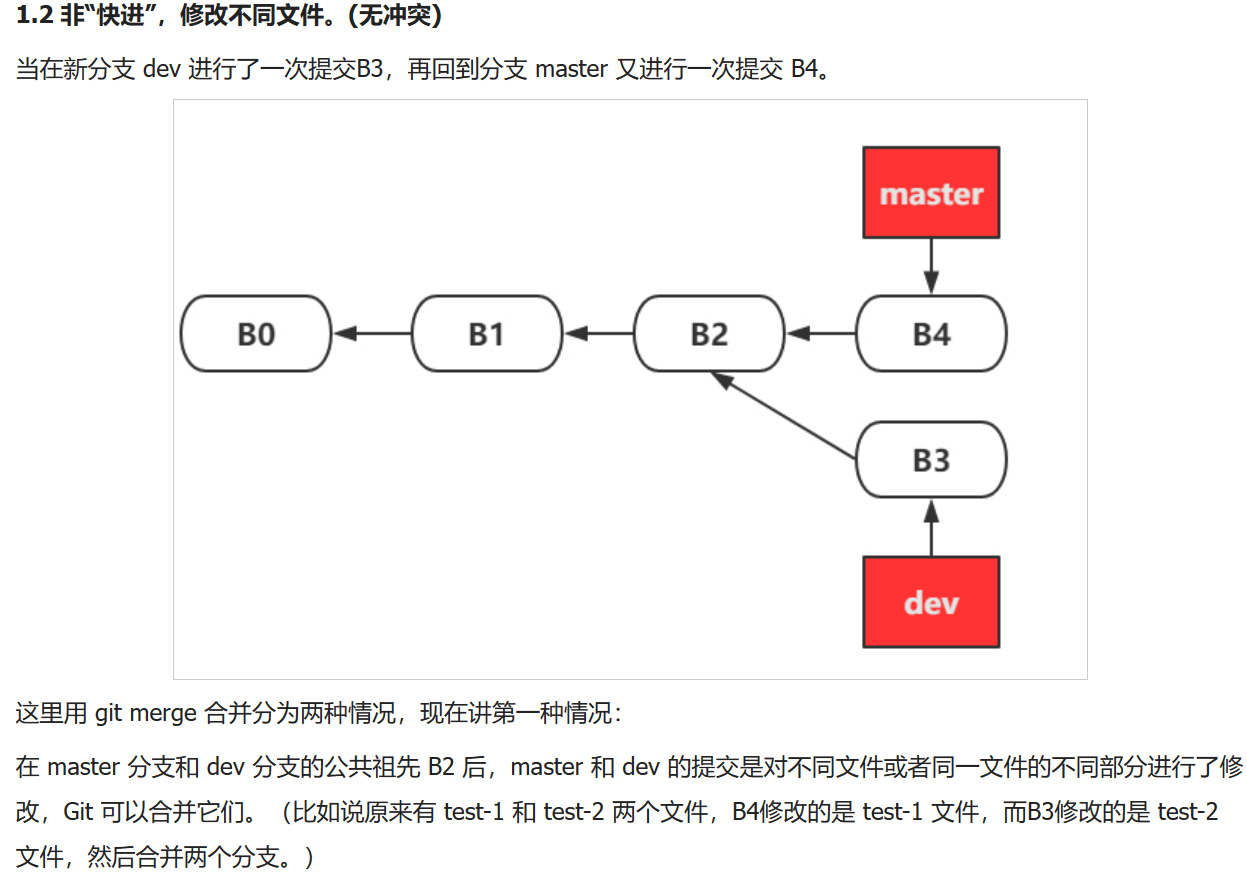 1.2 非“快进”，修改不同文件。(无冲突)
当在新分支 dev 进行了一次提交B3，再回到分支 master 又进行一次提交 B4。
master
B0
B1
B2
B4
B3
dev
这里用 git merge 合并分为两种情况，现在讲第一种情况：
在 master 分支和 dev 分支的公共祖先 B2 后，master 和 dev 的提交是对不同文件或者同一文件的不同部分进行了修
改，Git 可以合并它们。（比如说原来有 test-1 和 test-2 两个文件，B4修改的是 test-1 文件，而B3修改的是 test-2
文件，然后合并两个分支。）